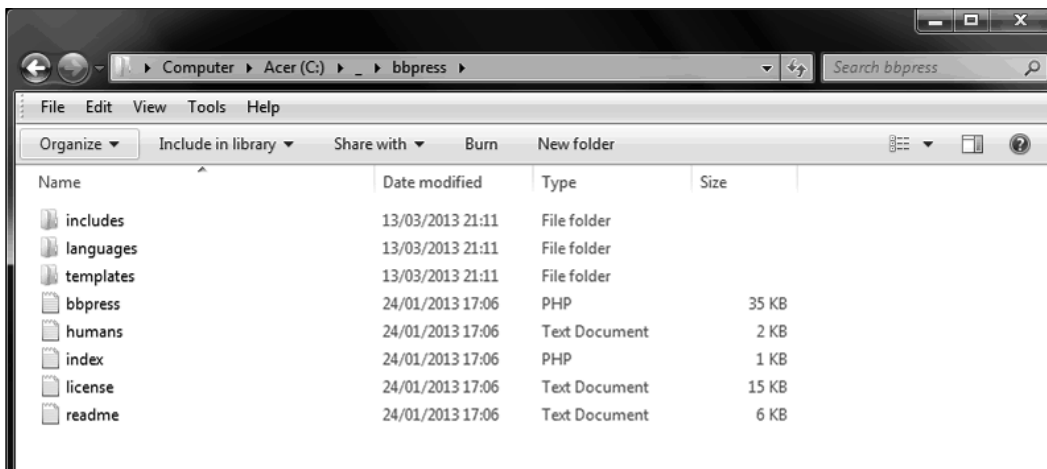 Computer Acer (C:) _ bbpress Search bbpress
File Edit View Tools Help
Organize Include in library Share with Burn New folder
Name Date modified Type Size
includes 13/03/2013 21:11 File folder
languages 13/03/2013 21:11 File folder
templates 13/03/2013 21:11 File folder
bbpress 24/01/2013 17:06 PHP 35 KB
humans 24/01/2013 17:06 Text Document 2 KB
index 24/01/2013 17:06 PHP 1 KB
license 24/01/2013 17:06 Text Document 15 KB
readme 24/01/2013 17:06 Text Document 6 KB